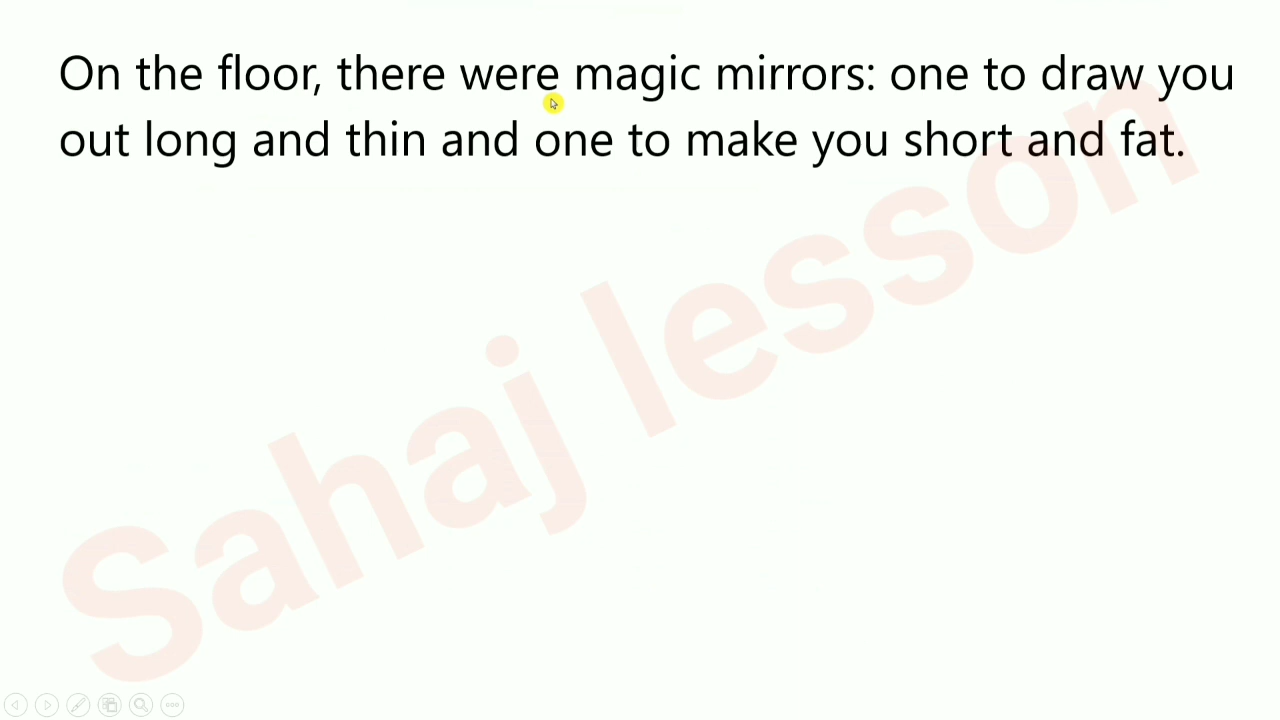 On the floor, there were magic mirrors: one to draw you
out long and thin and one to make you short and fat.
Sahaj lesson